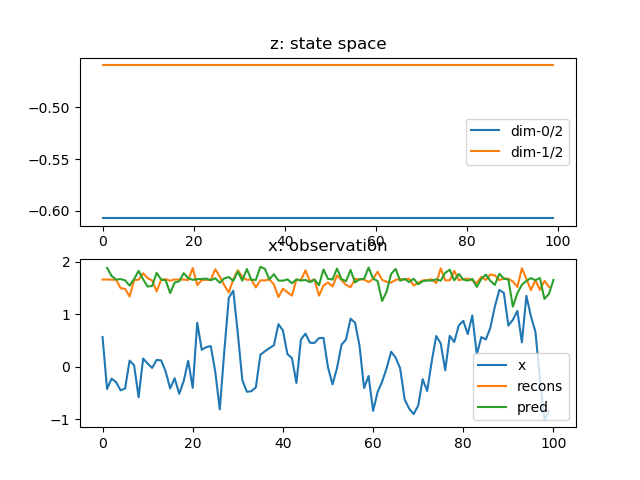 z: state space
−0.50
−0.55
−0.60
dim-0/2
dim-1/2
0 20 40 60 80 100
x: observation
2
1
0
−1
x
recons
pred
0 20 40 60 80 100